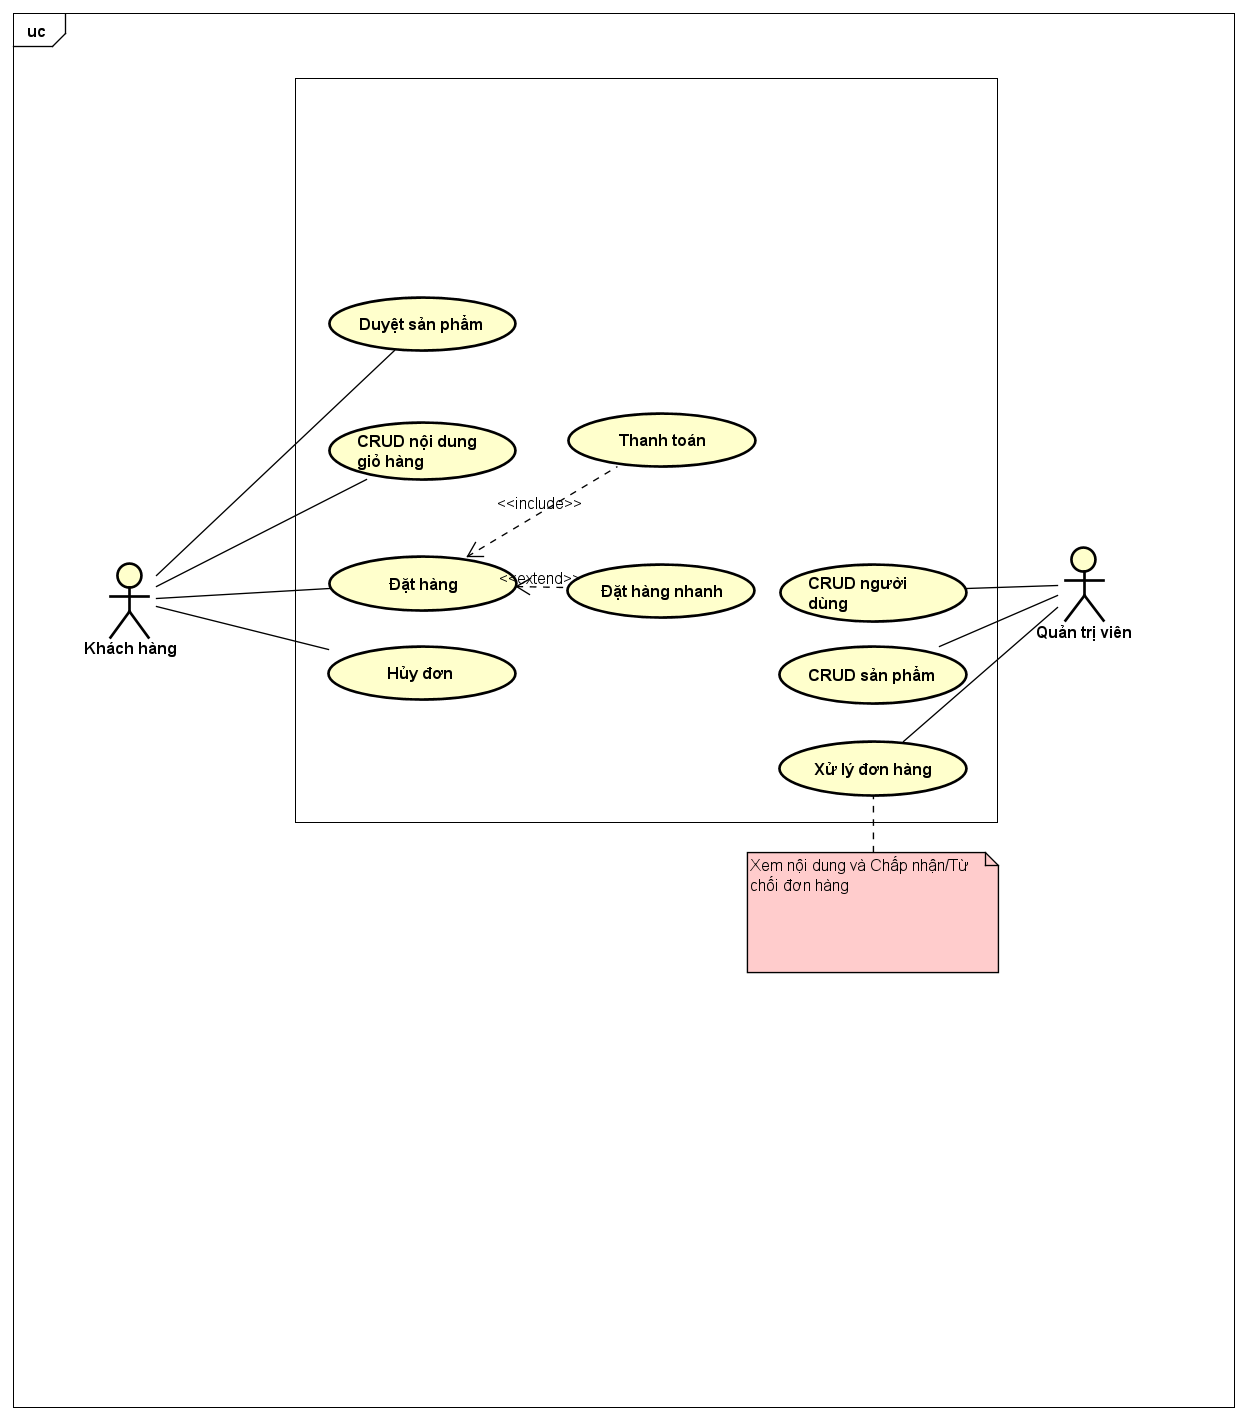 uc
Duyệt sản phẩm
CRUD nội dung
giỏ hàng
Thanh toán
<<include>>
Đặt hàng
<<extend>>
Đặt hàng nhanh
CRUD người
dùng
Khách hàng
Quản trị viên
Hủy đơn
CRUD sản phẩm
Xử lý đơn hàng
Xem nội dung và Chấp nhận/Từ
chối đơn hàng